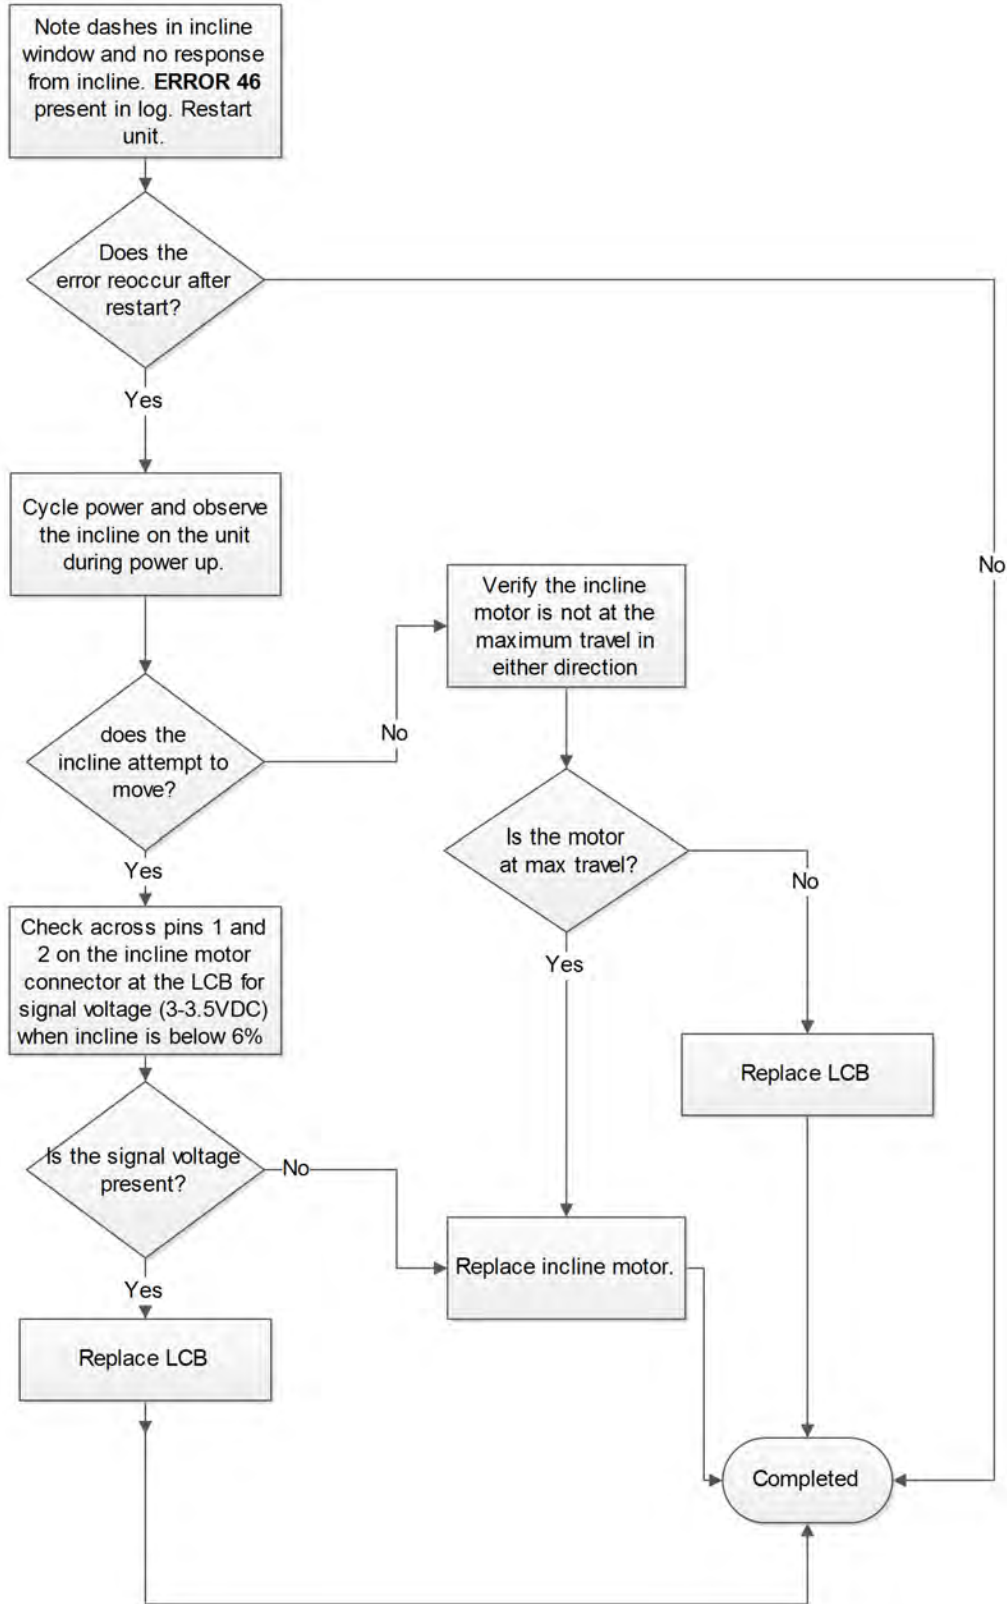 Note dashes in incline
window and no response
from incline. ERROR 46
present in log. Restart
unit.
Does the
error reoccur after
restart?
No
Yes
Cycle power and observe
the incline on the unit
during power up.
Verify the incline
motor is not at the
maximum travel in
either direction
No
does the
incline attempt to
move?
Yes
Is the motor
at max travel?
No
Yes
Check across pins 1 and
2 on the incline motor
connector at the LCB for
signal voltage (3-3.5VDC)
when incline is below 6%
Replace LCB
Is the signal voltage
present?
No
Yes
Replace incline motor.
Replace LCB
Completed